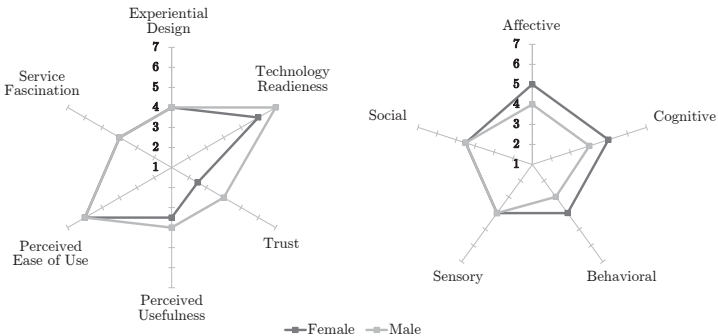 Experiential
Design
7
6
5
4
3
2
1
Technology
Readieness
Service
Fascination
Perceived
Ease of Use
Trust
Perceived
Usefulness
Affective
7
6
5
4
3
2
1
Social
Cognitive
Sensory
Behavioral
Female Male